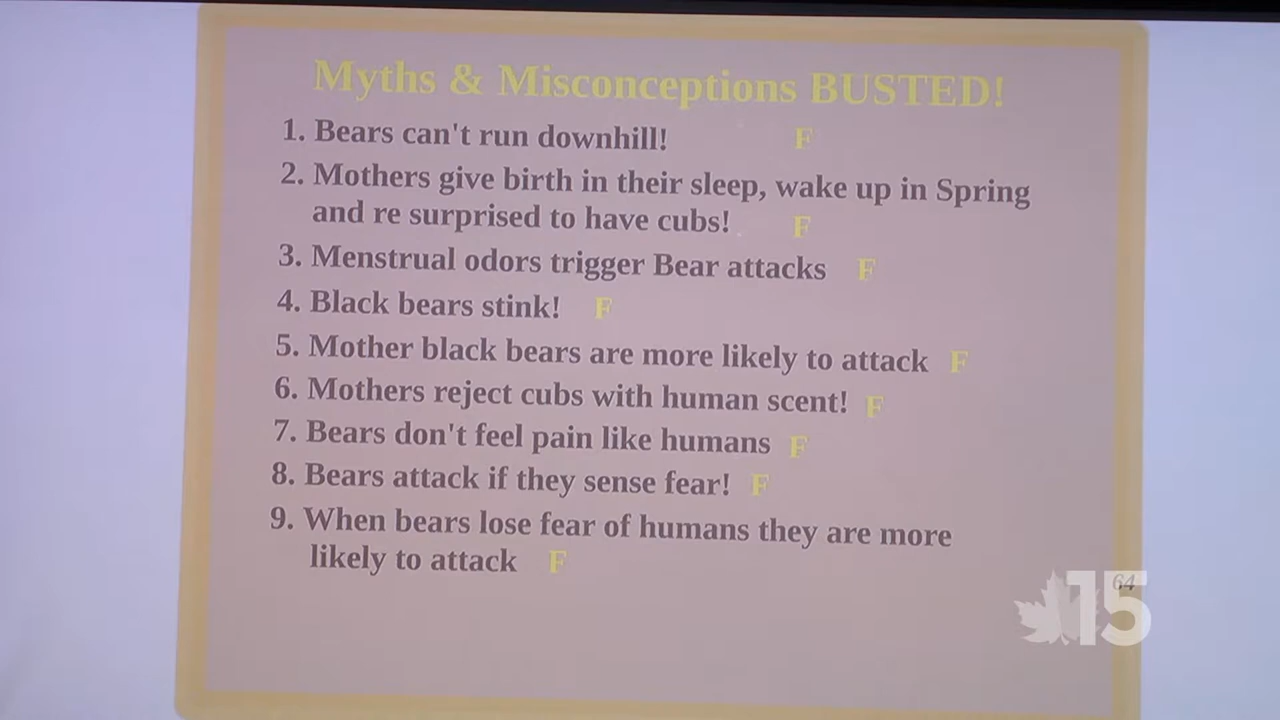 Myths & Misconceptions BUSTED!
1. Bears can't run downhill! F
2. Mothers give birth in their sleep, wake up in Spring
and re surprised to have cubs! F
3. Menstrual odors trigger Bear attacks F
4. Black bears stink! F
5. Mother black bears are more likely to attack F
6. Mothers reject cubs with human scent! F
7. Bears don't feel pain like humans F
8. Bears attack if they sense fear! F
9. When bears lose fear of humans they are more
likely to attack F
64
15